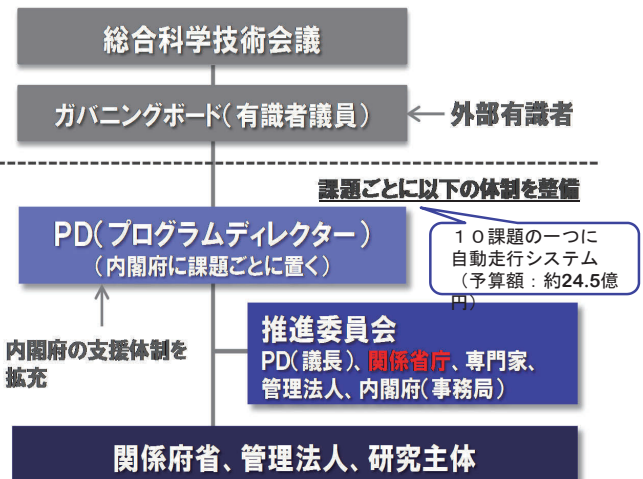 総合科学技術会議
ガバニングボード(有識者議員)
外部有識者
課題ごとに以下の体制を整備
PD(プログラムディレクター)
(内閣府に課題ごとに置く)
１０課題の一つに
自動走行システム
(予算額：約24.5億
円)
内閣府の支援体制を
拡充
推進委員会
PD(議長)、関係省庁、専門家、
管理法人、内閣府(事務局)
関係府省、管理法人、研究主体